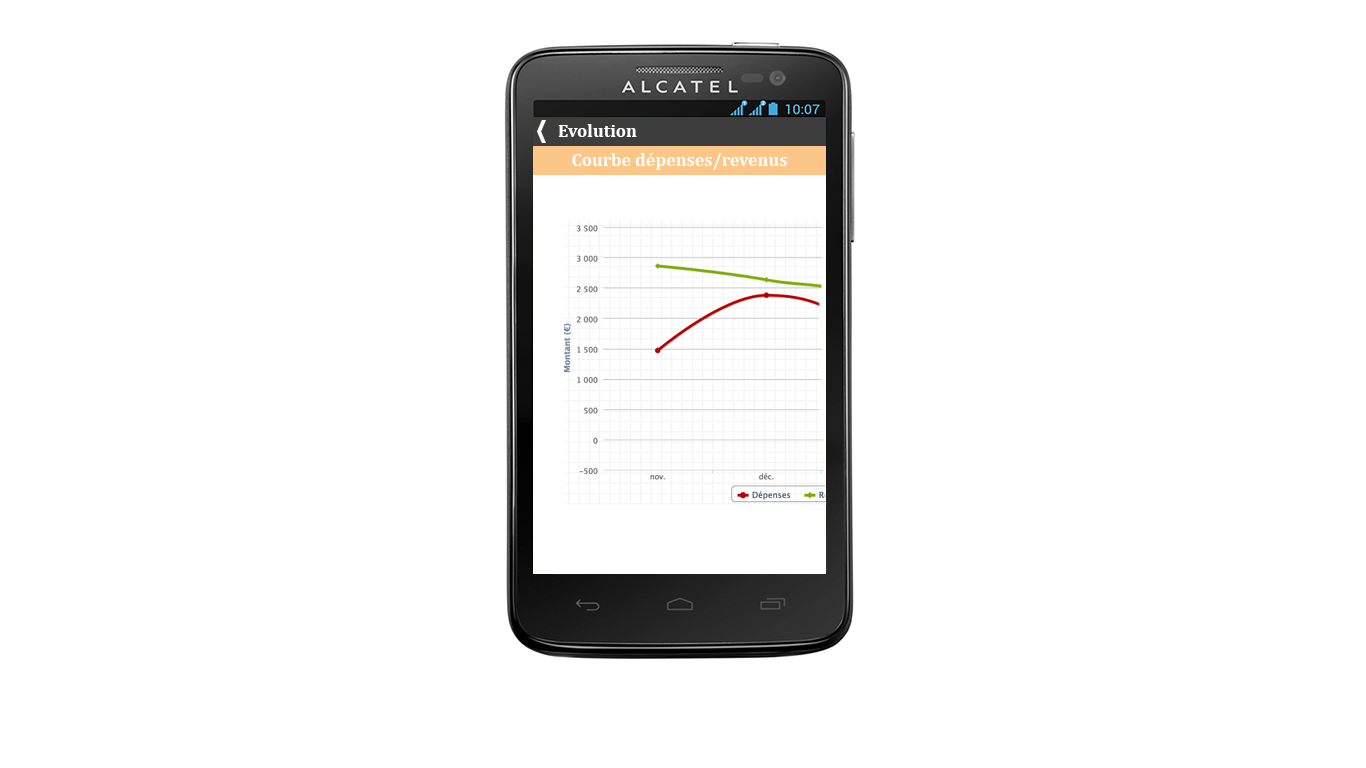 ALCATEL
10:07
Evolution
Courbe dépenses/revenus
3 500
3 000
2 500
2 000
1 500
1 000
500
0
−500
Montant (€)
nov.
déc.
Dépenses
R